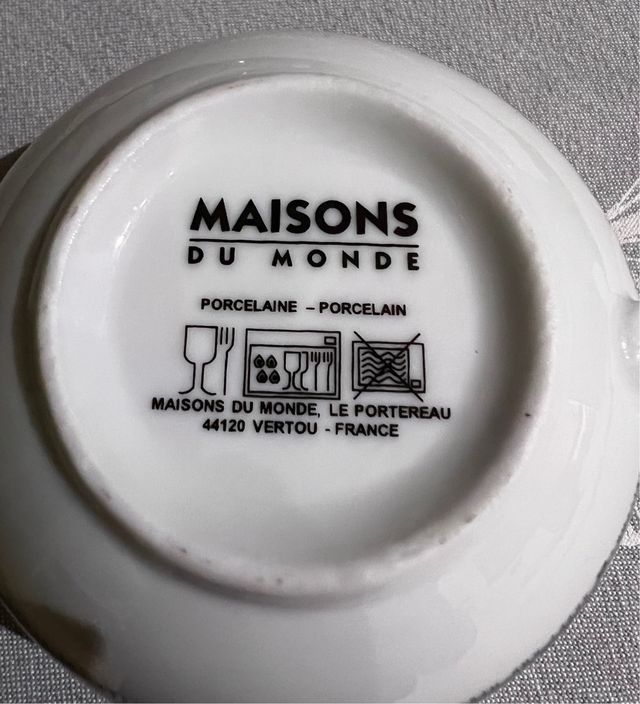 MAISONS
DU MONDE
PORCELAINE – PORCELAIN
MAISONS DU MONDE, LE PORTEREAU
44120 VERTOU - FRANCE